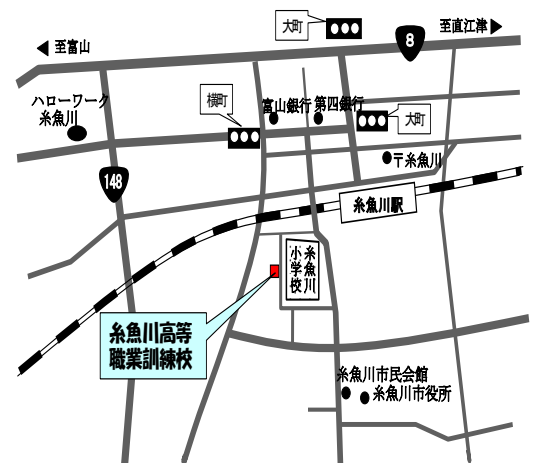 大町
8
至富山
至直江津
横町
ハローワーク
糸魚川
富山銀行
第四銀行
大町
〒糸魚川
148
糸魚川駅
糸魚川
小学校
糸魚川高等
職業訓練校
糸魚川市民会館
糸魚川市役所